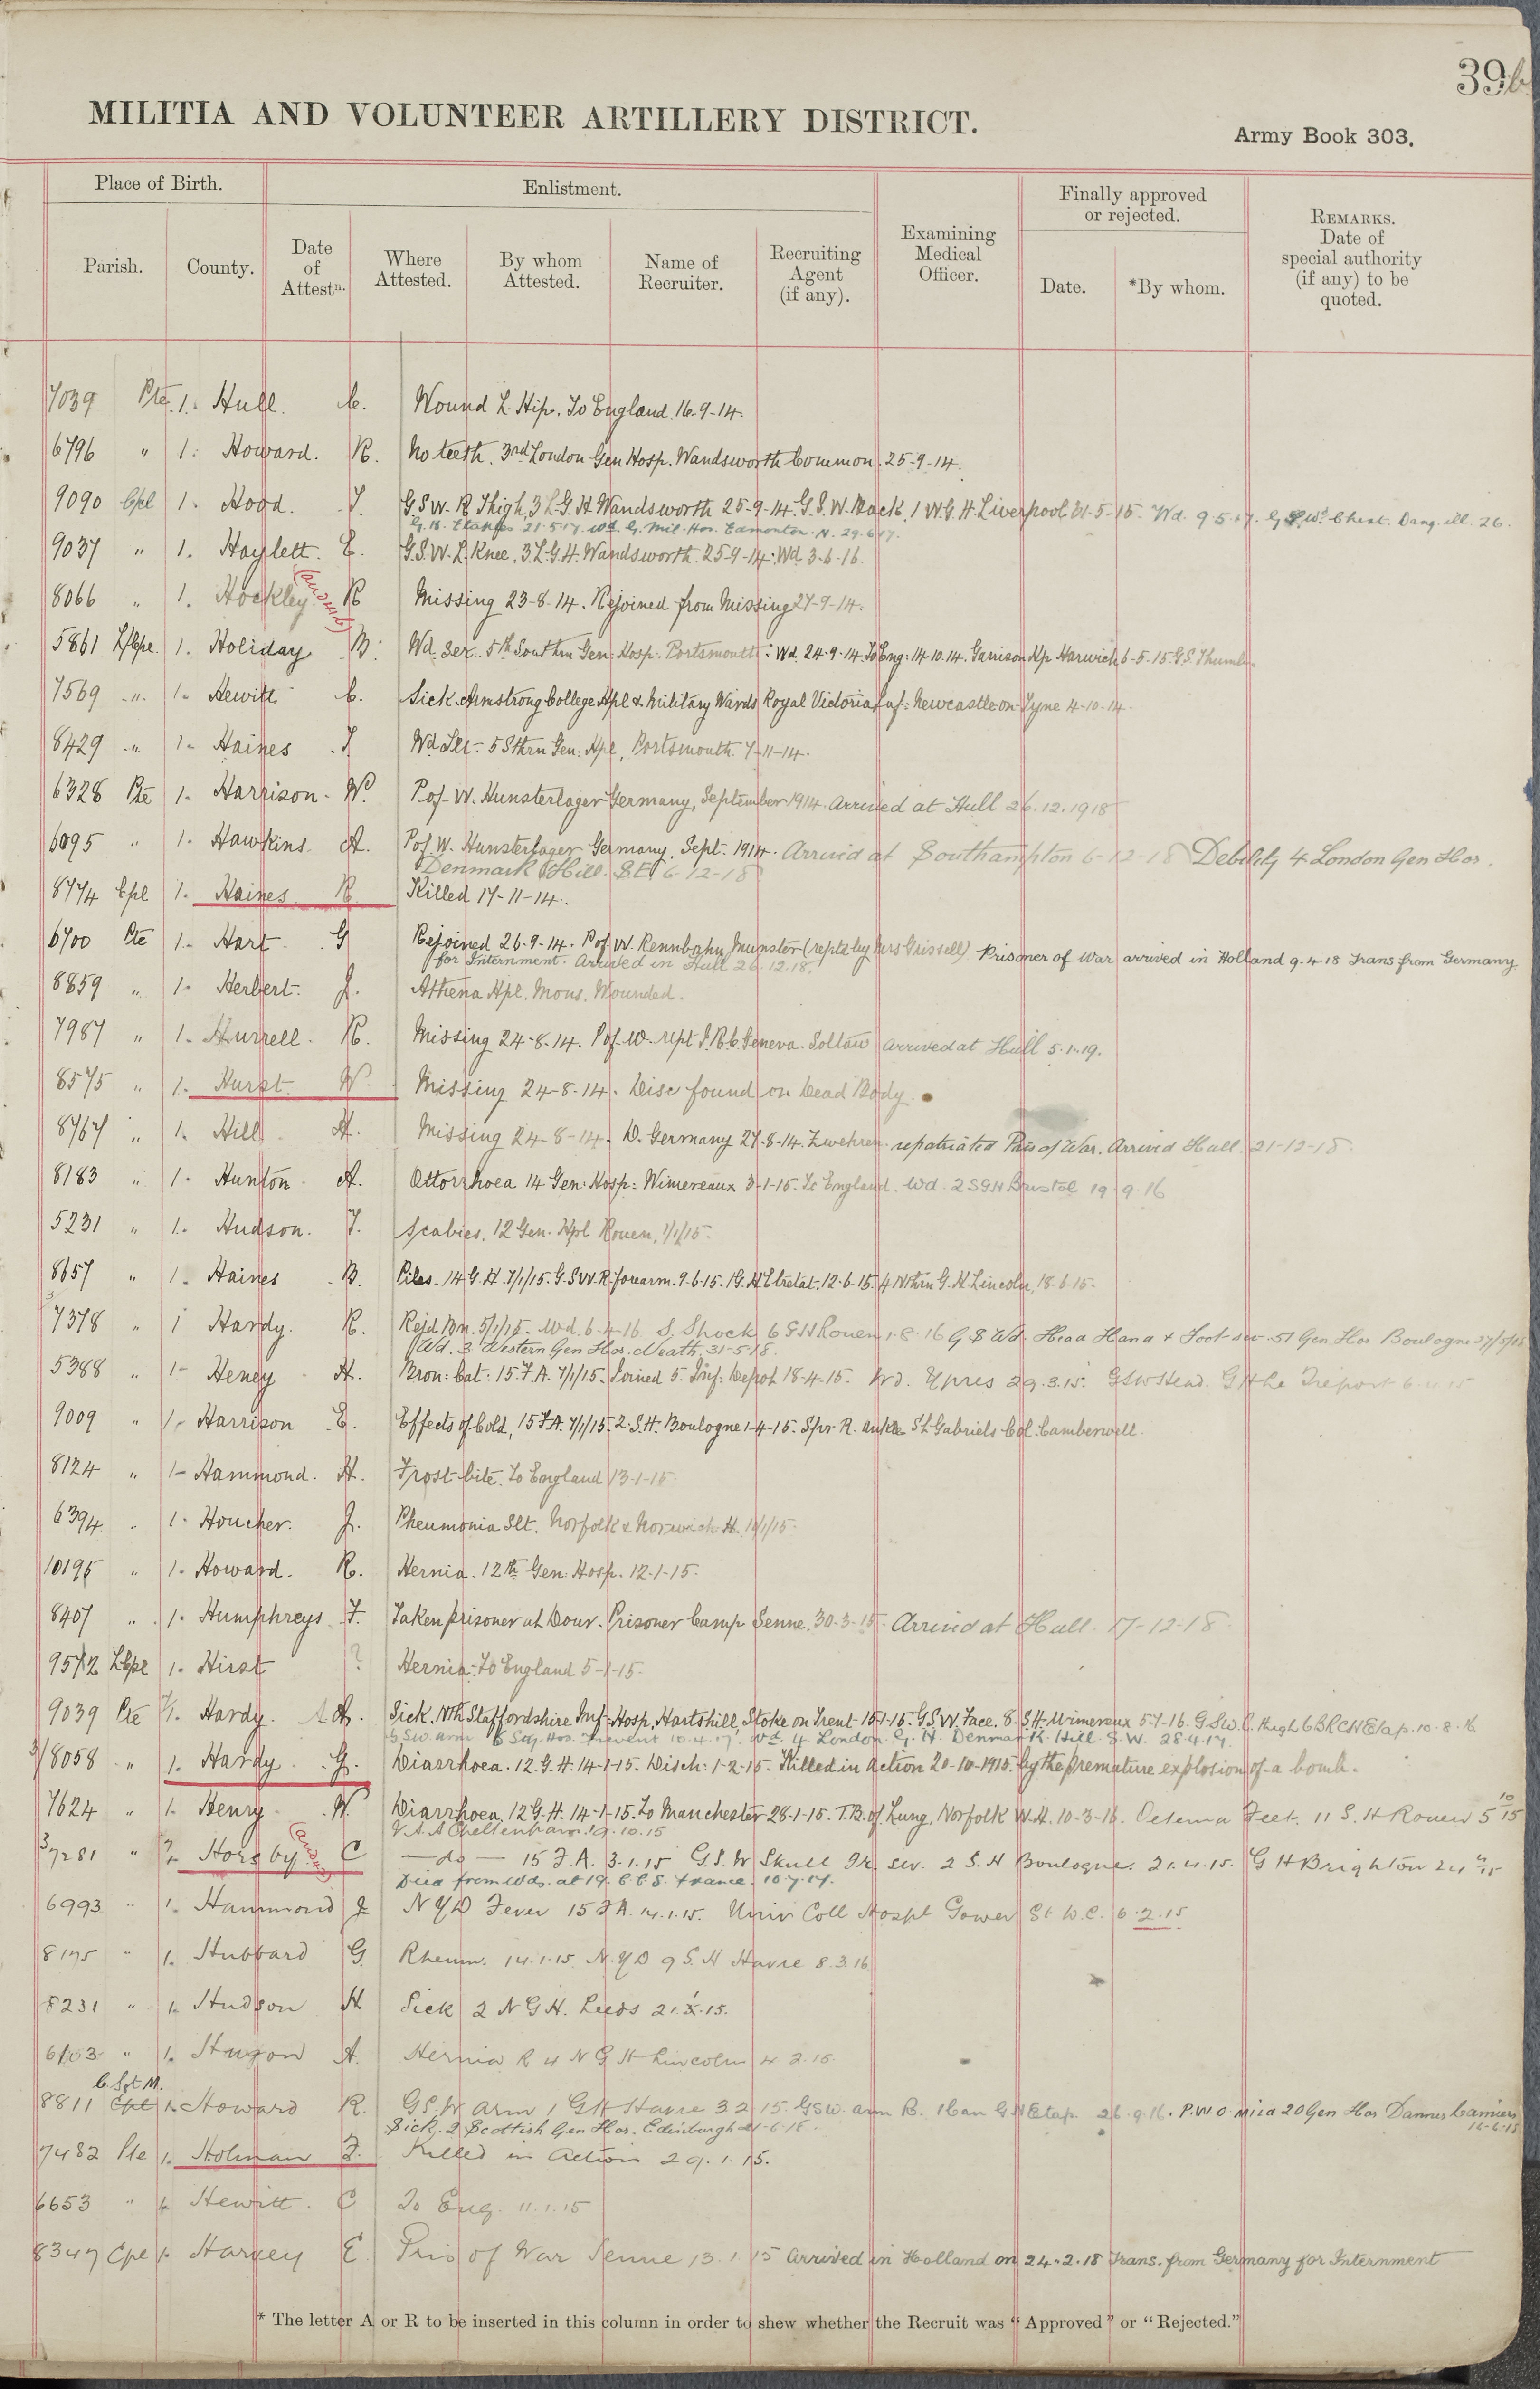 39b
MILITIA AND VOLUNTEER ARTILLERY DISTRICT.
Army Book 303.
Place of Birth.
Enlistment.
Finally approved
or rejected.
REMARKS.
Date of
special authority
(if any) to be
quoted.
Parish.
County.
Date
of
Attestn.
Where
Attested.
By whom
Attested.
Name of
Recruiter.
Recruiting
Agent
(if any).
Examining
Medical
Officer.
Date.
*By whom.
7039 Pte 1. Hull. C. Wound L. Hip. To England. 16-9-14.
6796 " 1. Howard. R. No teeth. 3rd London Gen Hosp. Wandsworth Common. 25-9-14.
9090 Cpl 1. Hood. J. G.S.W. R Thigh, 3 L.G.H. Wandsworth 25-9-14. G.S.W. Back, 1 W.G.H. Liverpool 21-5-15. Wd. 9.5.17. G.S.Wd Chest. Dang. ill. 26.
G.H. Etaples 21.5.17. Wd. G. Mil. Hos. Edmonton. N. 29.6.17.
9037 " 1. Haylett. E. G.S.W. L. Knee. 3.L.G.H. Wandsworth. 25-9-14. Wd. 3-6-16.
8066 " 1. Hockley R Missing 23-8-14. Rejoined from Missing 27-9-14.
5861 L/Cpl. 1. Holiday B. Wd. Ser. 5th Southrn Gen: Hosp. Portsmouth: Wd. 24-9-14. To Eng: 14.10.14. Garrison Hp Harwich 6-5-15. G.S. Thumb.
7569 " 1. Hewitt C. Sick. Armstrong College Hpl & Military Wards Royal Victoria Inf: Newcastle on Tyne 4-10-14.
8429 " 1. Haines J Wd Slt- 5 Sthrn Gen: Hpl, Portsmouth 7-11-14.
6328 Pte 1. Harrison W. P. of W. Munsterlager Germany, September 1914. Arrived at Hull 26.12.1918
6095 " 1. Hawkins A. P of W. Munsterlager Germany. Sept. 1914. Arrived at Southampton 6-12-18 Debility 4 London Gen Hos.
Denmark Hill. S.E. 6-12-18
8774 Cpl 1. Haines R. Killed 17-11-14.
6700 Pte 1. Hart. G Rejoined 26-9-14. P of W. Rennbahn Munster (reptd by Mrs Grissell) Prisoner of War arrived in Holland 9.4.18 Trans from Germany
for Internment. Arrived in Hull 26.12.18.
8859 " 1. Herbert. J. Athena Hpl. Mons. Wounded.
7987 " 1. Hurrell. R. Missing 24-8-14. P of W. rept I.R.C. Geneva. Soltau arrived at Hull 5.1.19.
8575 " 1. Hurst. W. Missing 24-8-14. Disc found on Dead Body.
8767 " 1. Hill. H. Missing 24-8-14. W. Germany 27-8-14. Zwehren. repatriated Pris of War. Arrived Hull. 21-12-18.
8183 " 1. Hunton A. Ottorrhoea 14 Gen: Hosp: Wimereaux 3-1-15. To England. Wd. 2 SGH Bristol 19.9.16
5231 " 1. Hudson. F. Scabies. 12 Gen. Hpl Rouen, 7/1/15.
8657 " 1. Haines B. Piles. 14 G.H. 7/1/15. G.S.W. R. forearm. 9-6-15. 1 G.H. Etretat. 12-6-15. 4 Nthrn G.H. Lincoln, 18-6-15.
7378 " 1 Hardy. R. Rejd Bn. 5/1/15. Wd. 6-4-16. S. Shock 6 G.H Rouen 1-8-16 G.S Wd. Head Hand & Foot sev. 51 Gen Hos Boulogne 27/5/18
Wd. 3 Western Gen Hos. Neath. 31-5-18.
5388 " 1. Heney H. Bron: Cat: 15.F.A. 7/1/15. Joined 5. Inf: Depot 18-4-15. Wd. Ypres 29.3.15. GSW Head. G H Le Treport 6.4.15
9009 " 1. Harrison E. Effects of Cold, 15 F.A. 7/1/15. 2.S.H. Boulogne 1-4-15. Spr. R. ankle St Gabriels Col. Camberwell.
8124 " 1. Hammond. H. Frost bite. To England 13-1-15.
6394 . 1. Houcher. J. Pneumonia Slt. Norfolk & Norwich H. 11/1/15.
10195 " 1. Howard. R. Hernia. 12th Gen: Hosp. 12-1-15.
8407 " 1. Humphreys F. Taken prisoner at Dour. Prisoner Camp Senne. 30-3-15. Arrived at Hull. 17-12-18.
9572 L/Cpl 1. Hirst ? Hernia: To England 5-1-15.
9039 Pte 1. Hardy. A. Sick. Nth Staffordshire Inf: Hosp, Hartshill, Stoke on Trent 15-1-15. G.S.W. Face. 8. S.H. Wimereux 5-7-16. G.S.W. R. thigh 6 BRCH Etap. 10.8.16
G.S.W. arm 6 Sty. Hos. Frevent 10.4.17. Wd. 4. London. G. H. Denmark Hill. S.W. 28.4.17.
3/8058 " 1. Hardy. G. Diarrhoea. 12. G.H. 14-1-15. Disch: 1-2-15. Killed in Action 20-10-1915. by the premature explosion of a bomb.
7624 " 1. Henry W. Diarrhoea. 12 G.H. 14-1-15. To Manchester 28-1-15. T.B. of Lung, Norfolk W.H. 10-3-16. Oetema Feet. 11 S. H Rouen 5 10/15
V.A.A Cheltenham. 19.10.15
3/7281 " Horsby. C —do— 15 F.A. 3.1.15 G.S.W Skull Fr. sev. 2 S.H Boulogne. 21.4.15. G H Brighton 24 4/15
Died from Wds. at 19. C C S. France. 10.7.17.
6993 " 1. Hammond J N Y D Fever 15 F.A. 14.1.15. Univ Coll Hospl Gower St W.C. 6.2.15
8175 " 1. Hubbard G. Rheum. 14.1.15. N.Y.D 9 S.H Havre 8.3.16
8231 " 1. Hudson H Sick 2 N G H. Leeds 21.X.15.
" 1. A. Hernia R 4 N G H Lincoln 4.2.15.
C. Sgt M.
8811 Cpl 1. Howard R. G.S.W arm 1 GH Havre 3 2 15. GSW. arm R. 1 Can G H Etap. 26.9.16. P.U.O. mild 20 Gen Hos Dannes Camiers
16-6-18
Sick. 2 Scottish Gen Hos. Edinburgh 21-6-18.
7482 Pte 1. Holman F. Killed in action 29.1.15.
6653 " 1. Hewitt. C To Eng. 11.1.15
8347 Cpl 1. Harvey E Pris of War Senne 13.1.15 arrived in Holland on 24.2.18 Trans. from Germany for Internment
* The letter A or R to be inserted in this column in order to shew whether the Recruit was "Approved" or "Rejected."